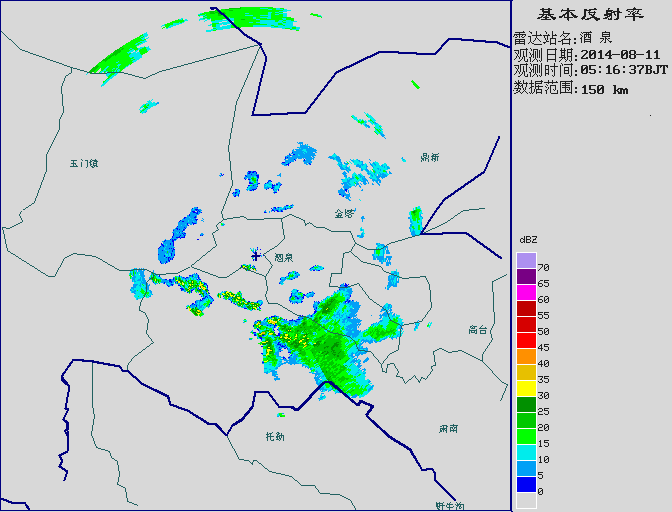 基本反射率
雷达站名:酒 泉
观测日期:2014-08-11
观测时间:05:16:37BJT
数据范围:150 km
玉门镇
鼎新
金塔
酒泉
高台
肃南
托勒
野牛沟
dBZ
70
65
60
55
50
45
40
35
30
25
20
15
10
5
0